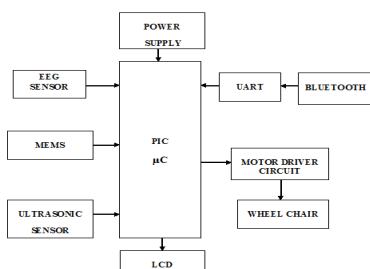 POWER
SUPPLY
EEG
SENSOR
UART
BLUETOOTH
MEMS
PIC
µC
MOTOR DRIVER
CIRCUIT
ULTRASONIC
SENSOR
WHEEL CHAIR
LCD